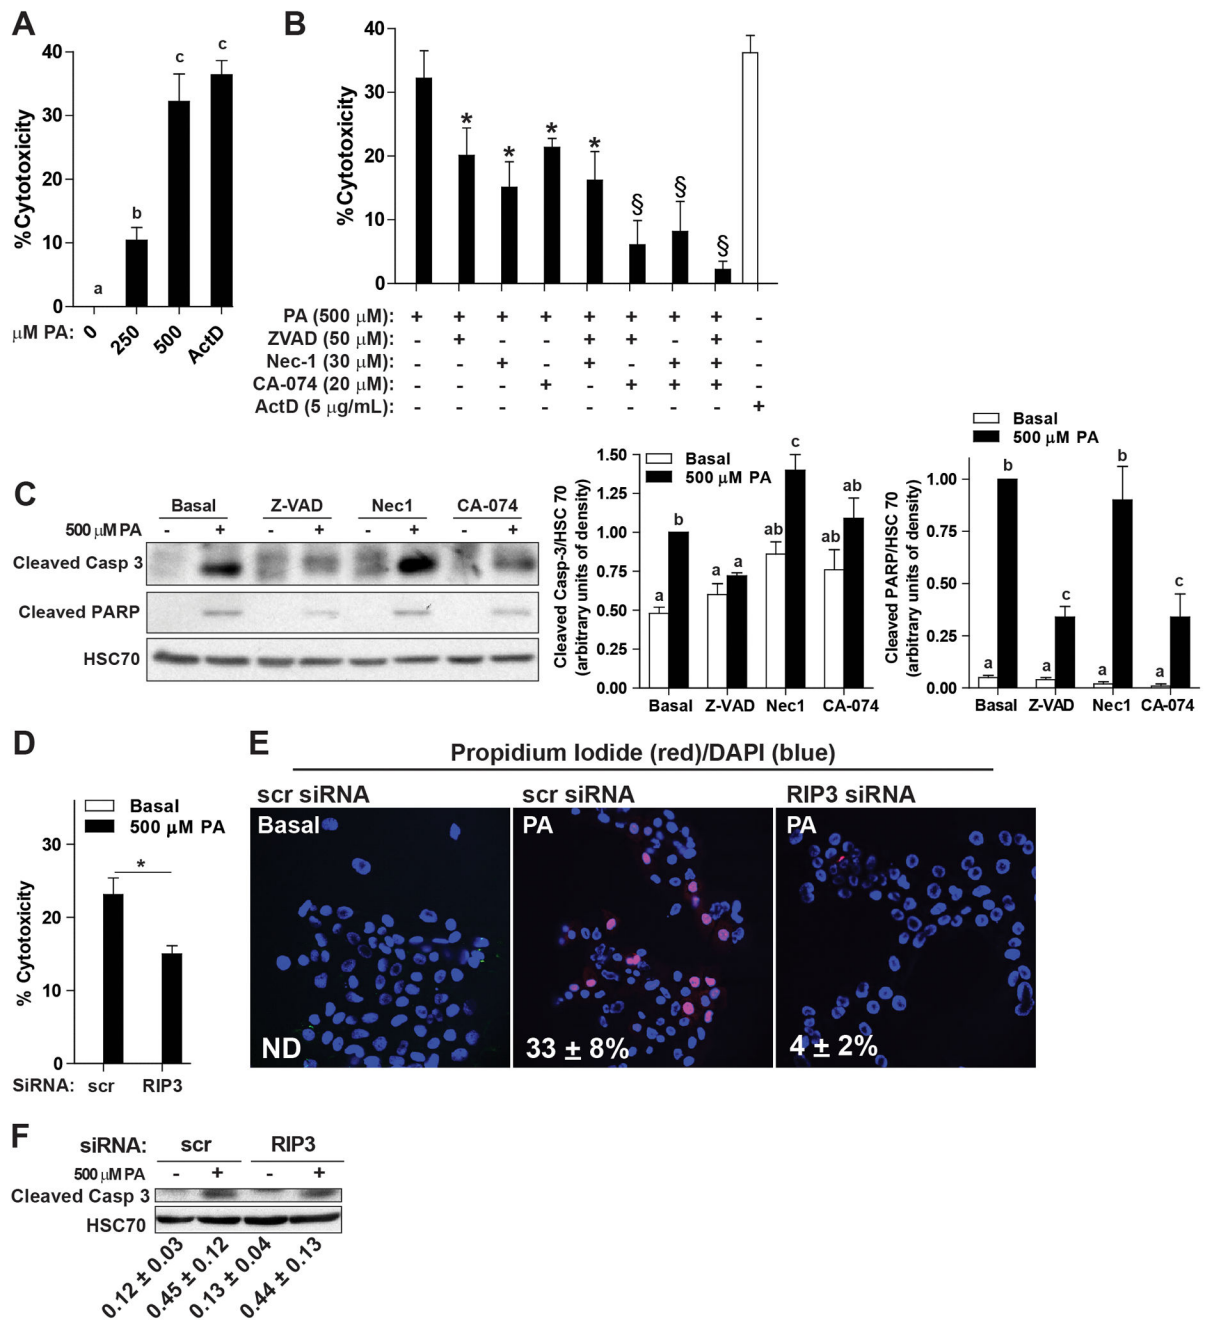 A
40
30
20
10
0
%Cytotoxicity
a
b
c
c
μM PA:
0
250
500
ActD
B
40
30
20
10
0
%Cytotoxicity
*
*
*
*
§
§
§
PA (500 μM): + + + + + + + + -
ZVAD (50 μM): - + - - + + - + -
Nec-1 (30 μM): - - + - + - + + -
CA-074 (20 μM): - - - + - + + + -
ActD (5 μg/mL): - - - - - - - - +
C
Basal Z-VAD Nec1 CA-074
500 μM PA - + - + - + - +
Cleaved Casp 3
Cleaved PARP
HSC70
Basal
500 μM PA
1.50
1.25
1.00
0.75
0.50
0.25
0.00
Cleaved Casp-3/HSC 70
(arbitrary units of density)
a
b
a
a
ab
c
ab
ab
Basal Z-VAD Nec1 CA-074
Basal
500 μM PA
1.00
0.75
0.50
0.25
0.00
Cleaved PARP/HSC 70
(arbitrary units of density)
a
b
a
c
a
b
a
c
Basal Z-VAD Nec1 CA-074
D
Basal
500 μM PA
30
20
10
0
% Cytotoxicity
*
SiRNA: scr RIP3
E
Propidium Iodide (red)/DAPI (blue)
scr siRNA
Basal
ND
scr siRNA
PA
33 ± 8%
RIP3 siRNA
PA
4 ± 2%
F
siRNA: scr RIP3
500 μM PA - + - +
Cleaved Casp 3
HSC70
0.12 ± 0.03
0.45 ± 0.12
0.13 ± 0.04
0.44 ± 0.13